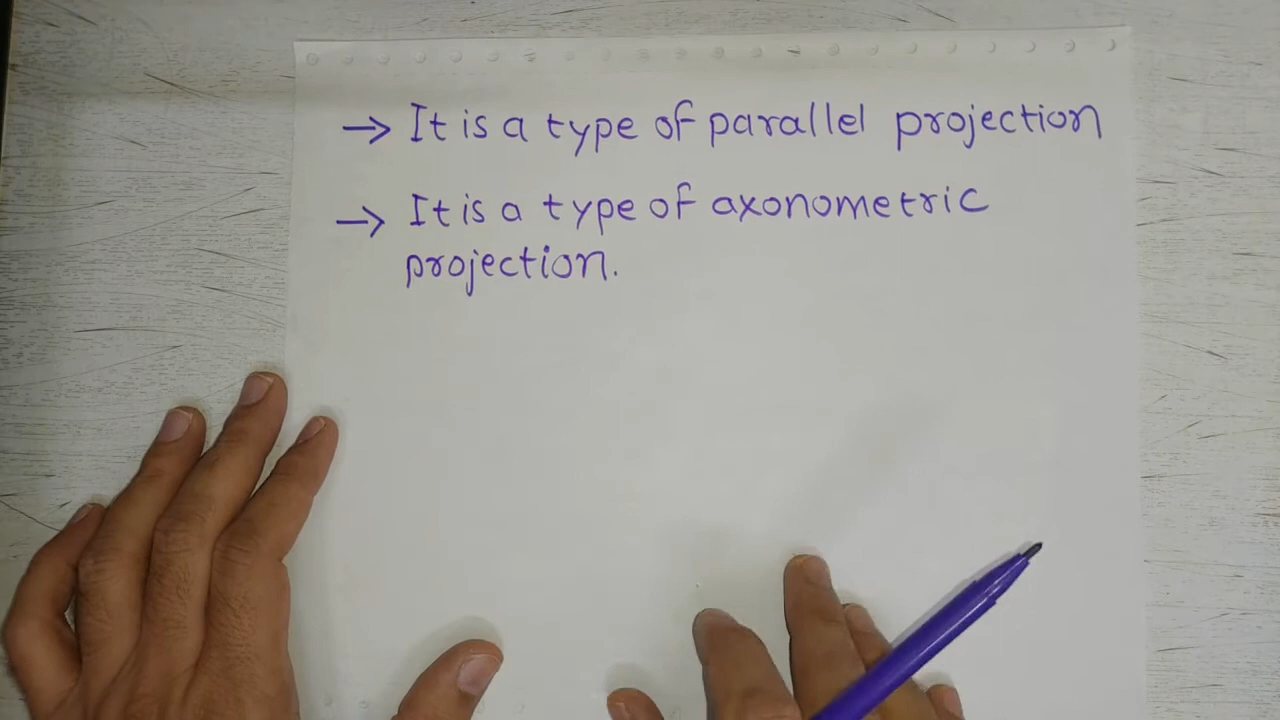 → It is a type of parallel projection
→ It is a type of axonometric
projection.